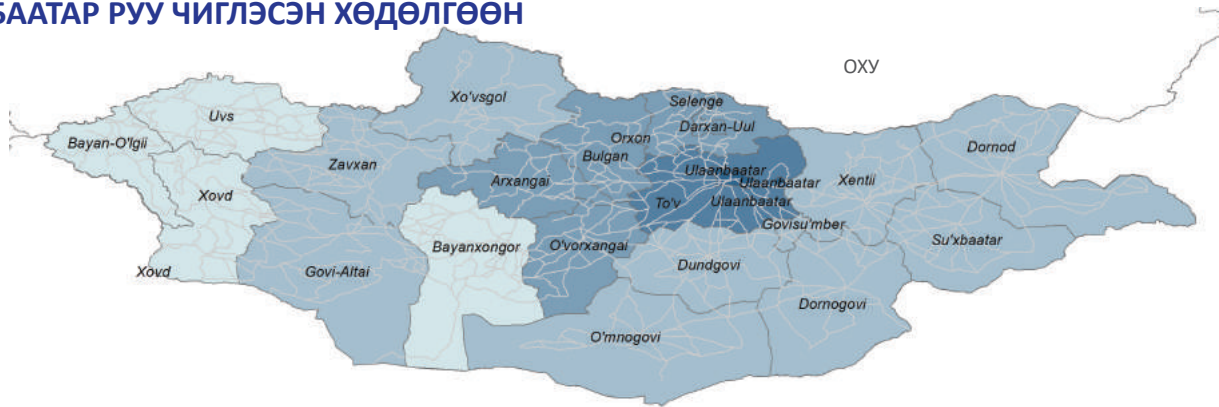 БААТАР РУУ ЧИГЛЭСЭН ХӨДӨЛГӨӨН
ОХУ
Xo'vsgol
Selenge
Uvs
Darxan-Uul
Orxon
Bayan-O'lgii
Dornod
Bulgan
Zavxan
Ulaanbaatar
Arxangai
Ulaanbaatar
Xentii
Xovd
To'v
Ulaanbaatar
Govisu'mber
Bayanxongor
O'vorxangai
Su'xbaatar
Dundgovi
Xovd
Govi-Altai
Dornogovi
O'mnogovi